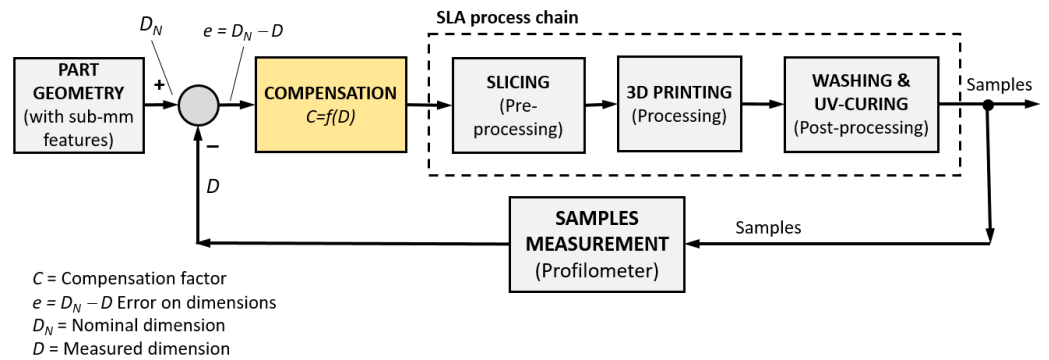 SLA process chain
D_N
e = D_N – D
PART
GEOMETRY
(with sub-mm
features)
+
–
COMPENSATION
C=f(D)
SLICING
(Pre-
processing)
3D PRINTING
(Processing)
WASHING &
UV-CURING
(Post-processing)
Samples
D
SAMPLES
MEASUREMENT
(Profilometer)
Samples
C = Compensation factor
e = D_N – D Error on dimensions
D_N = Nominal dimension
D = Measured dimension